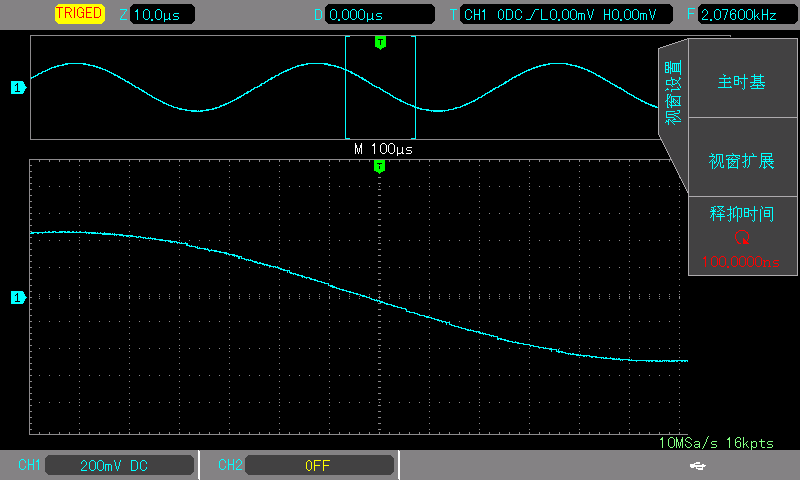 TRIGED Z 10.0µs D 0.000µs T CH1 0DC./L0.00mV H0.00mV F 2.07600kHz
T
1
视窗设置
主时基
M 100µs
视窗扩展
T
释抑时间
100.0000ns
1
10MSa/s 16kpts
CH1 200mV DC CH2 OFF